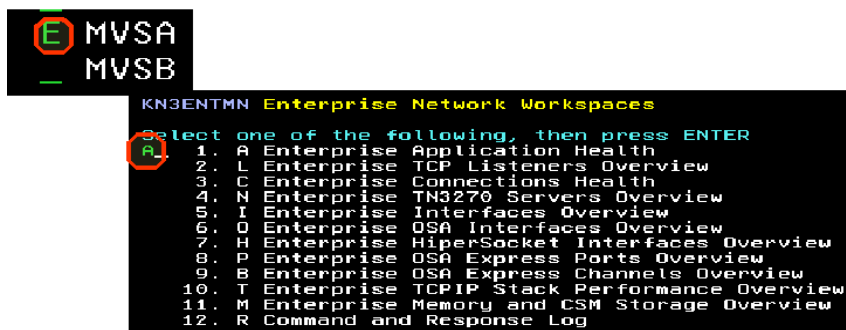 E MVSA
_ MVSB
KN3ENTMN Enterprise Network Workspaces
Select one of the following, then press ENTER
A_ 1. A Enterprise Application Health
2. L Enterprise TCP Listeners Overview
3. C Enterprise Connections Health
4. N Enterprise TN3270 Servers Overview
5. I Enterprise Interfaces Overview
6. O Enterprise OSA Interfaces Overview
7. H Enterprise HiperSocket Interfaces Overview
8. P Enterprise OSA Express Ports Overview
9. B Enterprise OSA Express Channels Overview
10. T Enterprise TCPIP Stack Performance Overview
11. M Enterprise Memory and CSM Storage Overview
12. R Command and Response Log